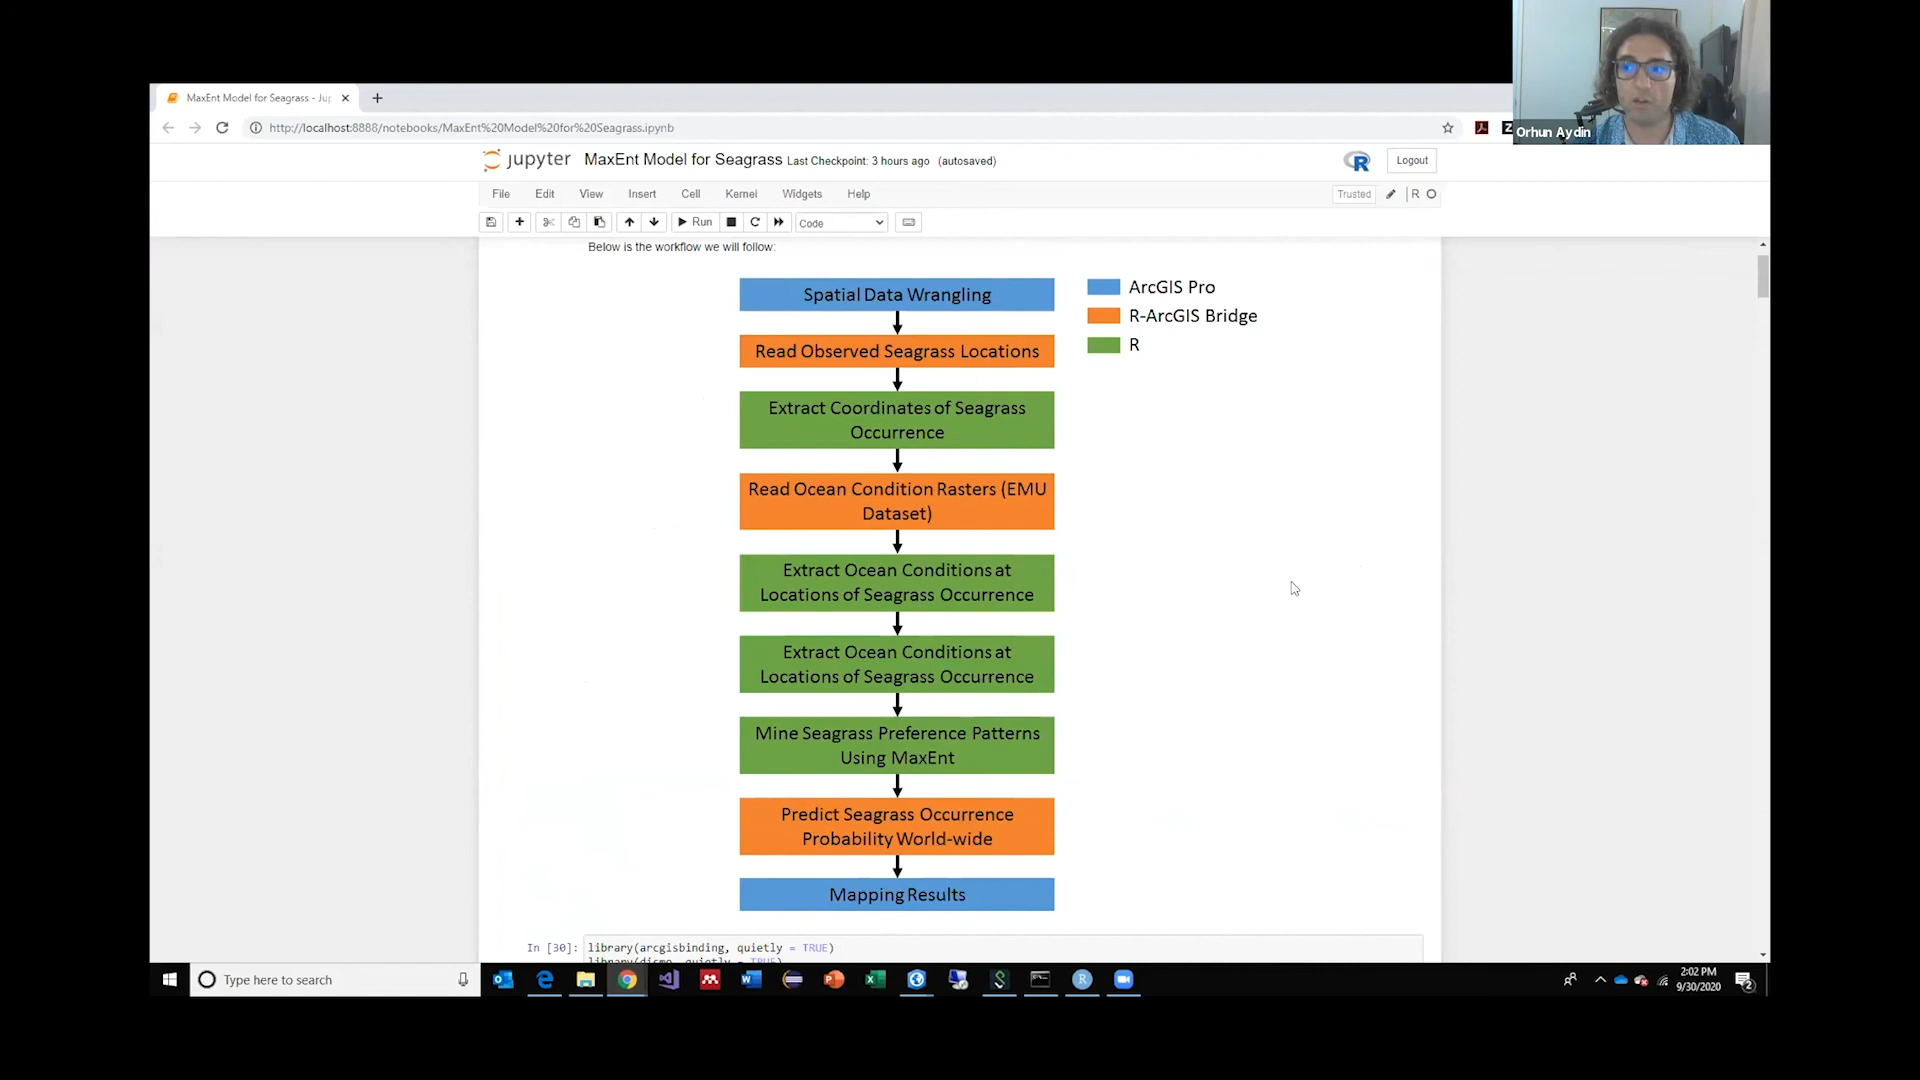 Orhun Aydin
MaxEnt Model for Seagrass - Jup
http://localhost:8888/notebooks/MaxEnt%20Model%20for%20Seagrass.ipynb
jupyter MaxEnt Model for Seagrass Last Checkpoint: 3 hours ago (autosaved)
Logout
File Edit View Insert Cell Kernel Widgets Help
Trusted
R
Run
Code
Below is the workflow we will follow:
Spatial Data Wrangling
Read Observed Seagrass Locations
Extract Coordinates of Seagrass
Occurrence
Read Ocean Condition Rasters (EMU
Dataset)
Extract Ocean Conditions at
Locations of Seagrass Occurrence
Extract Ocean Conditions at
Locations of Seagrass Occurrence
Mine Seagrass Preference Patterns
Using MaxEnt
Predict Seagrass Occurrence
Probability World-wide
Mapping Results
ArcGIS Pro
R-ArcGIS Bridge
R
In [30]: library(arcgisbinding, quietly = TRUE)
library(dismo, quietly = TRUE)
Type here to search
2:02 PM
9/30/2020
2